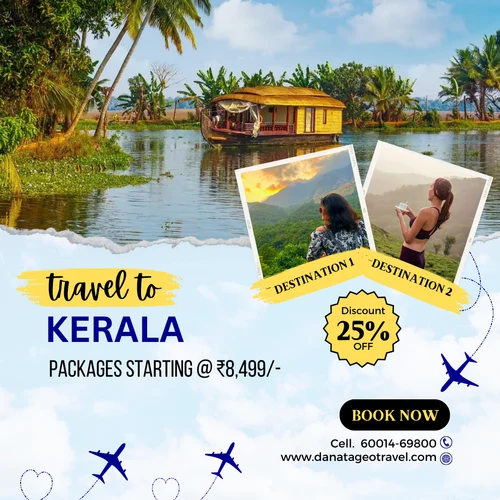 DESTINATION 1
DESTINATION 2
travel to
KERALA
PACKAGES STARTING @ ₹8,499/-
Discount
25%
OFF
BOOK NOW
Cell. 60014-69800
www.danatageotravel.com